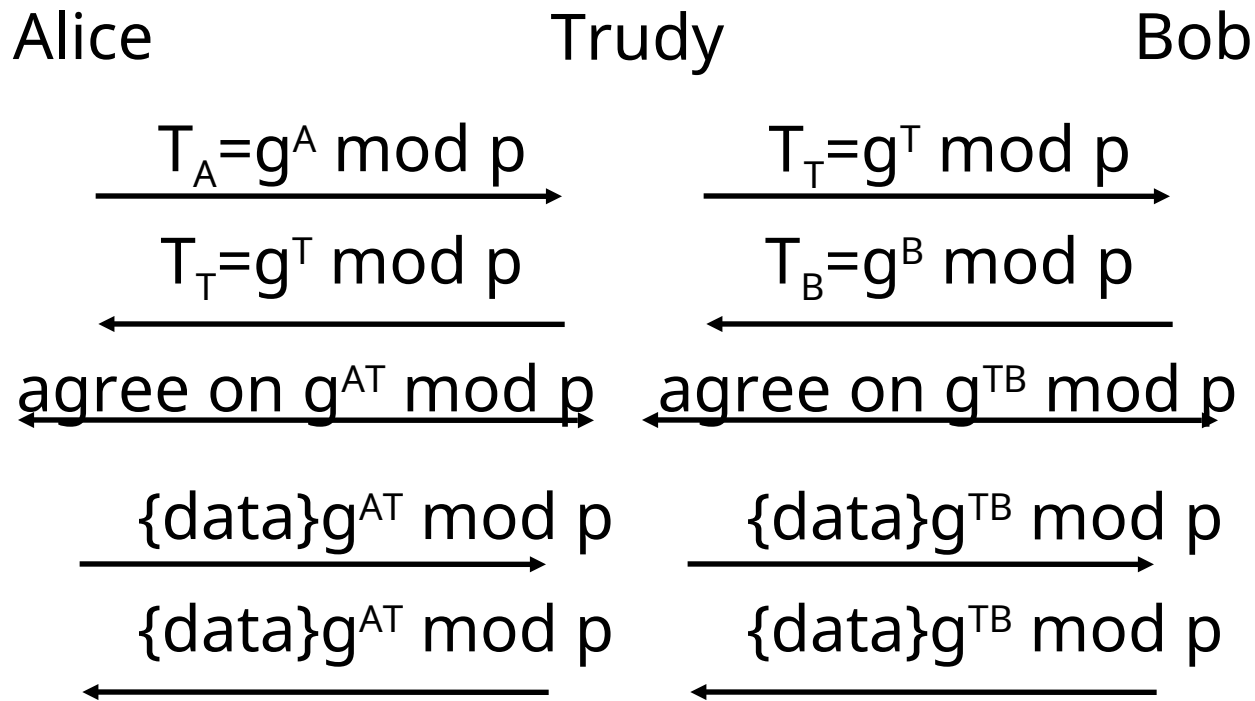 Alice Trudy Bob
T_A=g^A mod p T_T=g^T mod p
T_T=g^T mod p T_B=g^B mod p
agree on g^AT mod p agree on g^TB mod p
{data}g^AT mod p {data}g^TB mod p
{data}g^AT mod p {data}g^TB mod p